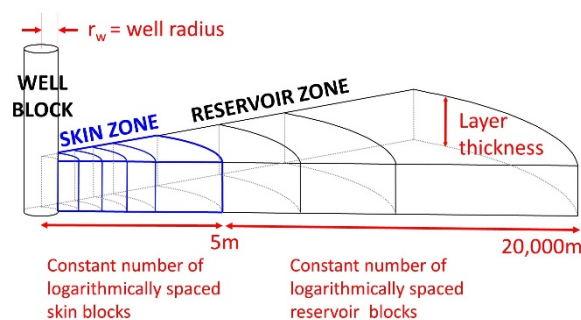 r_w = well radius
WELL
BLOCK
SKIN ZONE
RESERVOIR ZONE
Layer
thickness
5m
20,000m
Constant number of
logarithmically spaced
skin blocks
Constant number of
logarithmically spaced
reservoir blocks